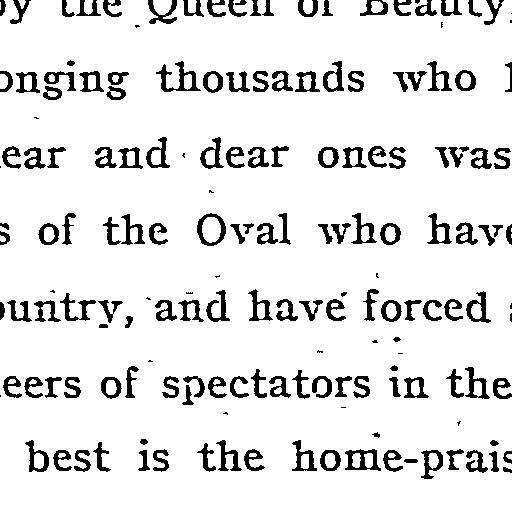 by the Queen of Beauty,
onging thousands who
ear and dear ones was
s of the Oval who have
ountry, and have forced
eers of spectators in the
best is the home-prais